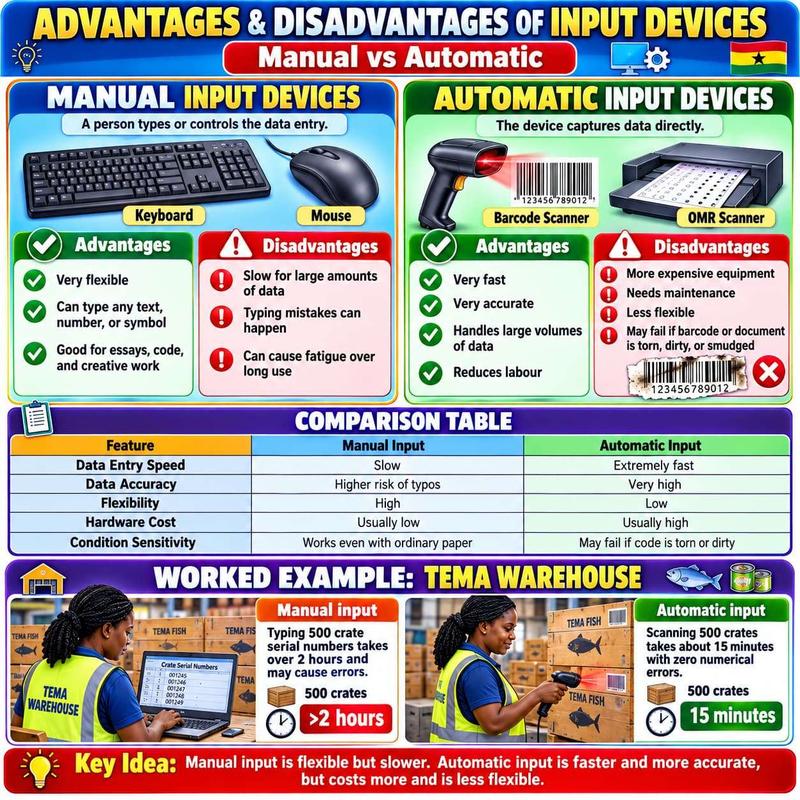 ADVANTAGES & DISADVANTAGES OF INPUT DEVICES
Manual vs Automatic
MANUAL INPUT DEVICES
A person types or controls the data entry.
Keyboard
Mouse
Advantages
Very flexible
Can type any text,
number, or symbol
Good for essays, code,
and creative work
Disadvantages
Slow for large amounts
of data
Typing mistakes can
happen
Can cause fatigue over
long use
AUTOMATIC INPUT DEVICES
The device captures data directly.
123456789012
Barcode Scanner
OMR Scanner
Advantages
Very fast
Very accurate
Handles large volumes
of data
Reduces labour
Disadvantages
More expensive equipment
Needs maintenance
Less flexible
May fail if barcode or document
is torn, dirty, or smudged
123456789012
COMPARISON TABLE
Feature Manual Input Automatic Input
Data Entry Speed Slow Extremely fast
Data Accuracy Higher risk of typos Very high
Flexibility High Low
Hardware Cost Usually low Usually high
Condition Sensitivity Works even with ordinary paper May fail if code is torn or dirty
WORKED EXAMPLE: TEMA WAREHOUSE
TEMA FISH
TEMA FISH
TEMA
WAREHOUSE
Crate Serial Numbers
001245
001246
001247
001248
001249
Manual input
Typing 500 crate
serial numbers takes
over 2 hours and
may cause errors.
500 crates
>2 hours
TEMA FISH
TEMA FISH
TEMA
WAREHOUSE
Automatic input
Scanning 500 crates
takes about 15 minutes
with zero numerical
errors.
500 crates
15 minutes
Key Idea: Manual input is flexible but slower. Automatic input is faster and more accurate,
but costs more and is less flexible.